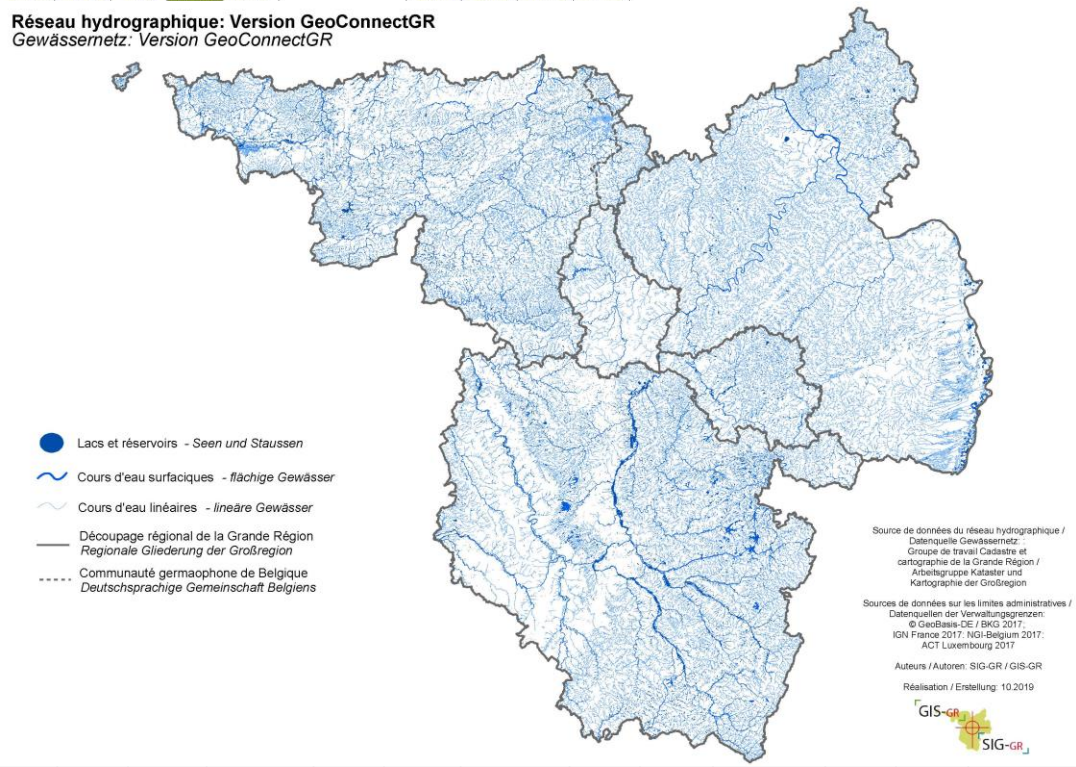 Réseau hydrographique: Version GeoConnectGR
Gewässernetz: Version GeoConnectGR
Lacs et réservoirs - Seen und Staussen
Cours d'eau surfaciques - flächige Gewässer
Cours d'eau linéaires - lineäre Gewässer
Découpage régional de la Grande Région
Regionale Gliederung der Großregion
Communauté germaophone de Belgique
Deutschsprachige Gemeinschaft Belgiens
Source de données du réseau hydrographique /
Datenquelle Gewässernetz: :
Groupe de travail Cadastre et
cartographie de la Grande Région /
Arbeitsgruppe Kataster und
Kartographie der Großregion
Sources de données sur les limites administratives /
Datenquellen der Verwaltungsgrenzen:
© GeoBasis-DE / BKG 2017;
IGN France 2017: NGI-Belgium 2017:
ACT Luxembourg 2017
Auteurs / Autoren: SIG-GR / GIS-GR
Réalisation / Erstellung: 10.2019
GIS-GR
SIG-GR